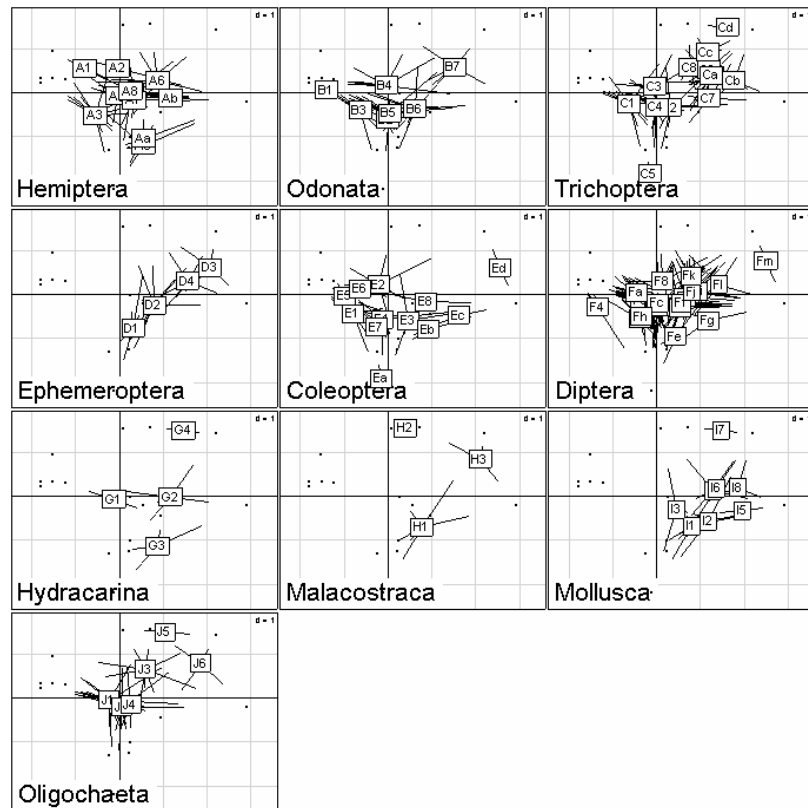 d = 1
A1
A2
A6
A8
Ab
A3
Aa
Hemiptera
d = 1
B7
B4
B1
B3
B5
B6
Odonata
d = 1
Cd
Cc
C8
Ca
Cb
C3
C7
C1
C4
2
C5
Trichoptera
d = 1
D3
D4
D2
D1
Ephemeroptera
d = 1
Ed
E2
E6
E5
E8
E1
Ec
E3
E7
Eb
Ea
Coleoptera
d = 1
Fm
Fk
F8
Fl
Fa
Fj
Fc
F4
Fh
Fg
Fe
Diptera
d = 1
G4
G1
G2
G3
Hydracarina
d = 1
H2
H3
H1
Malacostraca
d = 1
I7
I6
I8
I3
I5
I2
I1
Mollusca
d = 1
J5
J6
J3
J4
Oligochaeta